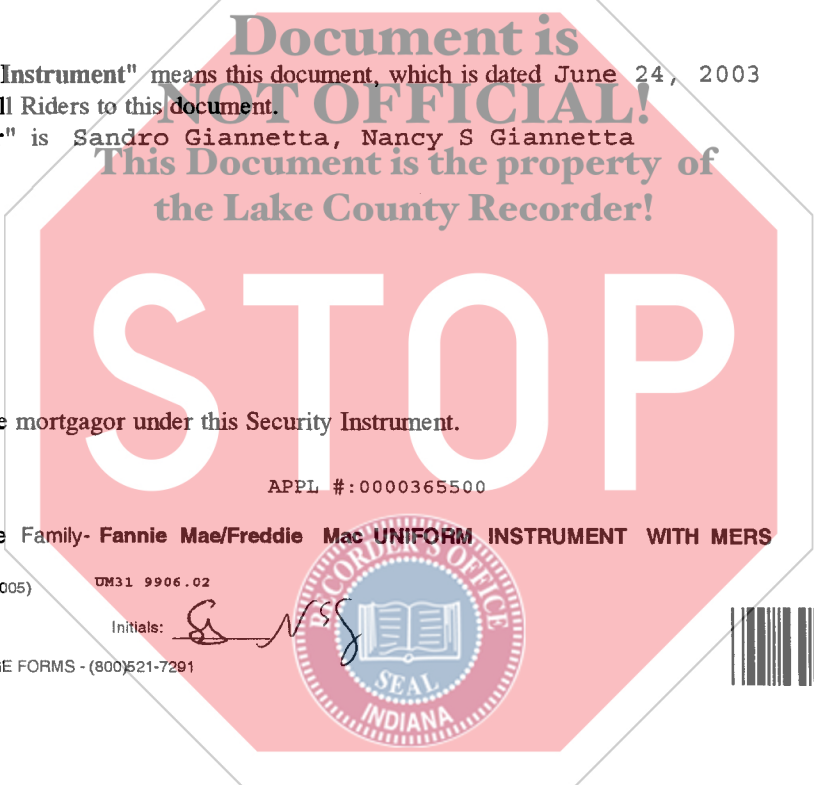 Document is
Instrument" means this document, which is dated June 24, 2003
ll Riders to this document.
NOT OFFICIAL!
" is Sandro Giannetta, Nancy S Giannetta
This Document is the property of
the Lake County Recorder!
STOP
e mortgagor under this Security Instrument.
APPL #:0000365500
e Family- Fannie Mae/Freddie Mac UNIFORM INSTRUMENT WITH MERS
005) UM31 9906.02
Initials: SG NSG
GE FORMS - (800)521-7291
RECORDER'S OFFICE
SEAL
INDIANA